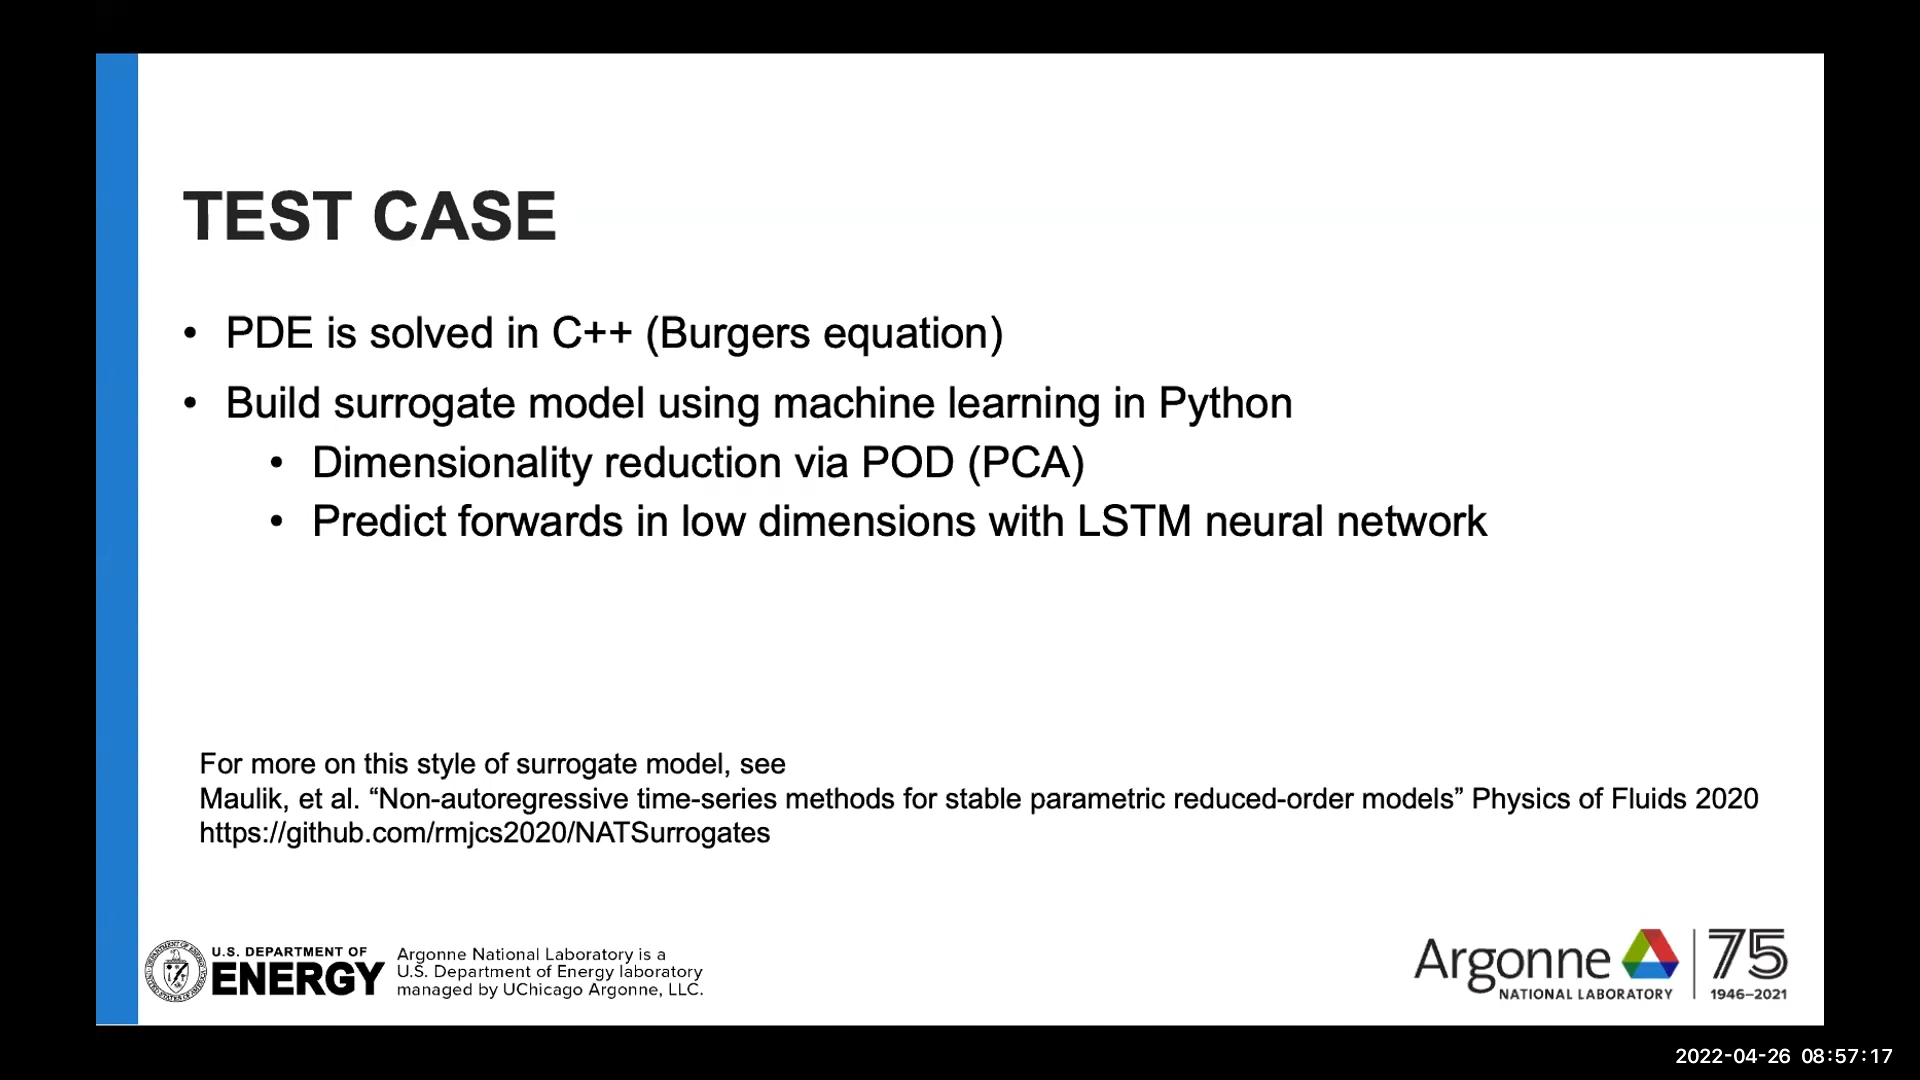 TEST CASE
• PDE is solved in C++ (Burgers equation)
• Build surrogate model using machine learning in Python
• Dimensionality reduction via POD (PCA)
• Predict forwards in low dimensions with LSTM neural network
For more on this style of surrogate model, see
Maulik, et al. “Non-autoregressive time-series methods for stable parametric reduced-order models” Physics of Fluids 2020
https://github.com/rmjcs2020/NATSurrogates
U.S. DEPARTMENT OF
ENERGY
Argonne National Laboratory is a
U.S. Department of Energy laboratory
managed by UChicago Argonne, LLC.
Argonne
NATIONAL LABORATORY
75
1946–2021
2022-04-26 08:57:17